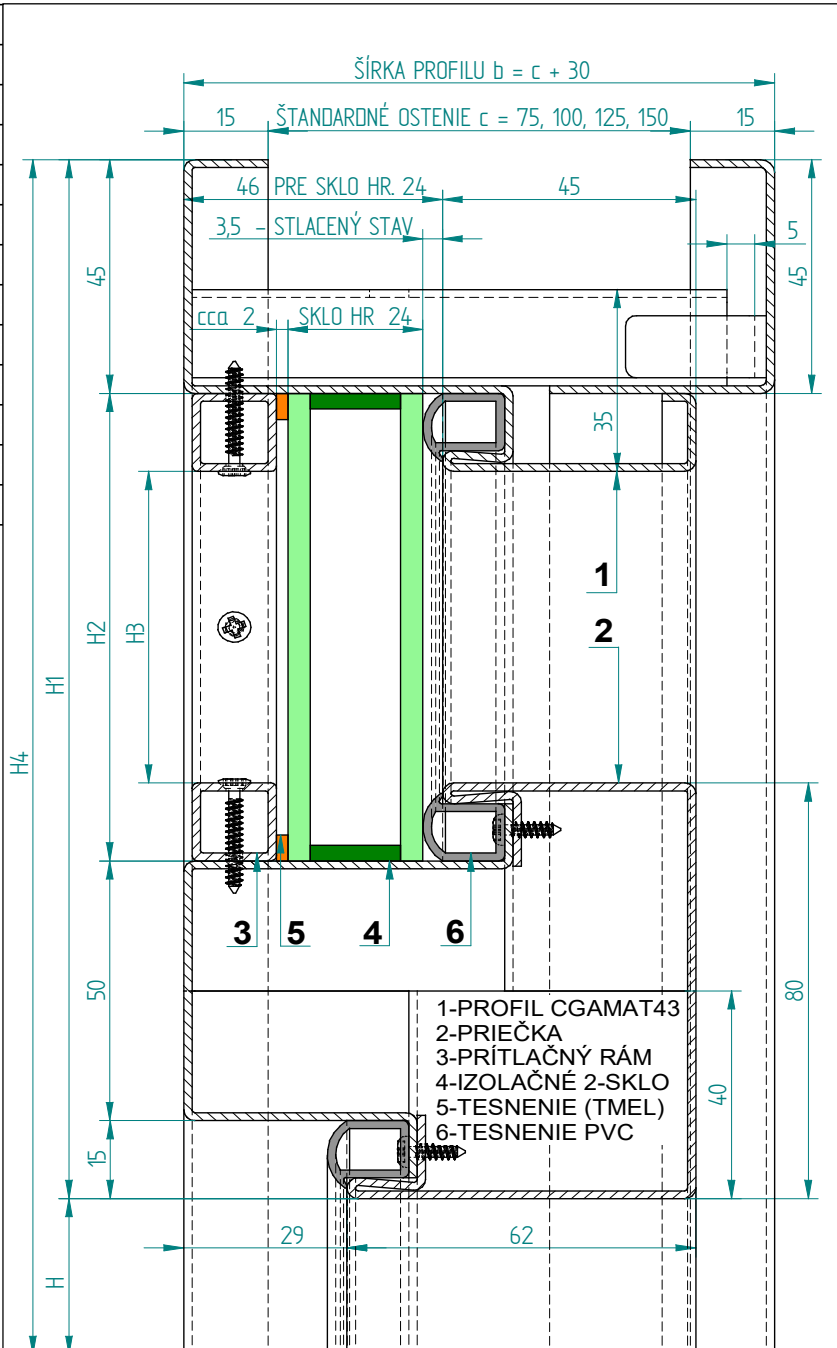 ŠÍRKA PROFILU b = c + 30
15 ŠTANDARDNÉ OSTENIE c = 75, 100, 125, 150 15
46 PRE SKLO HR. 24 45
3,5 – STLACENÝ STAV 5
45 45
cca 2 SKLO HR 24
35
1
2
H3
H2
H1
H4
3 5 4 6
50
80
1-PROFIL CGAMAT43
2-PRIEČKA
3-PRÍTLAČNÝ RÁM
4-IZOLAČNÉ 2-SKLO
5-TESNENIE (TMEL)
6-TESNENIE PVC
40
15
29 62
H